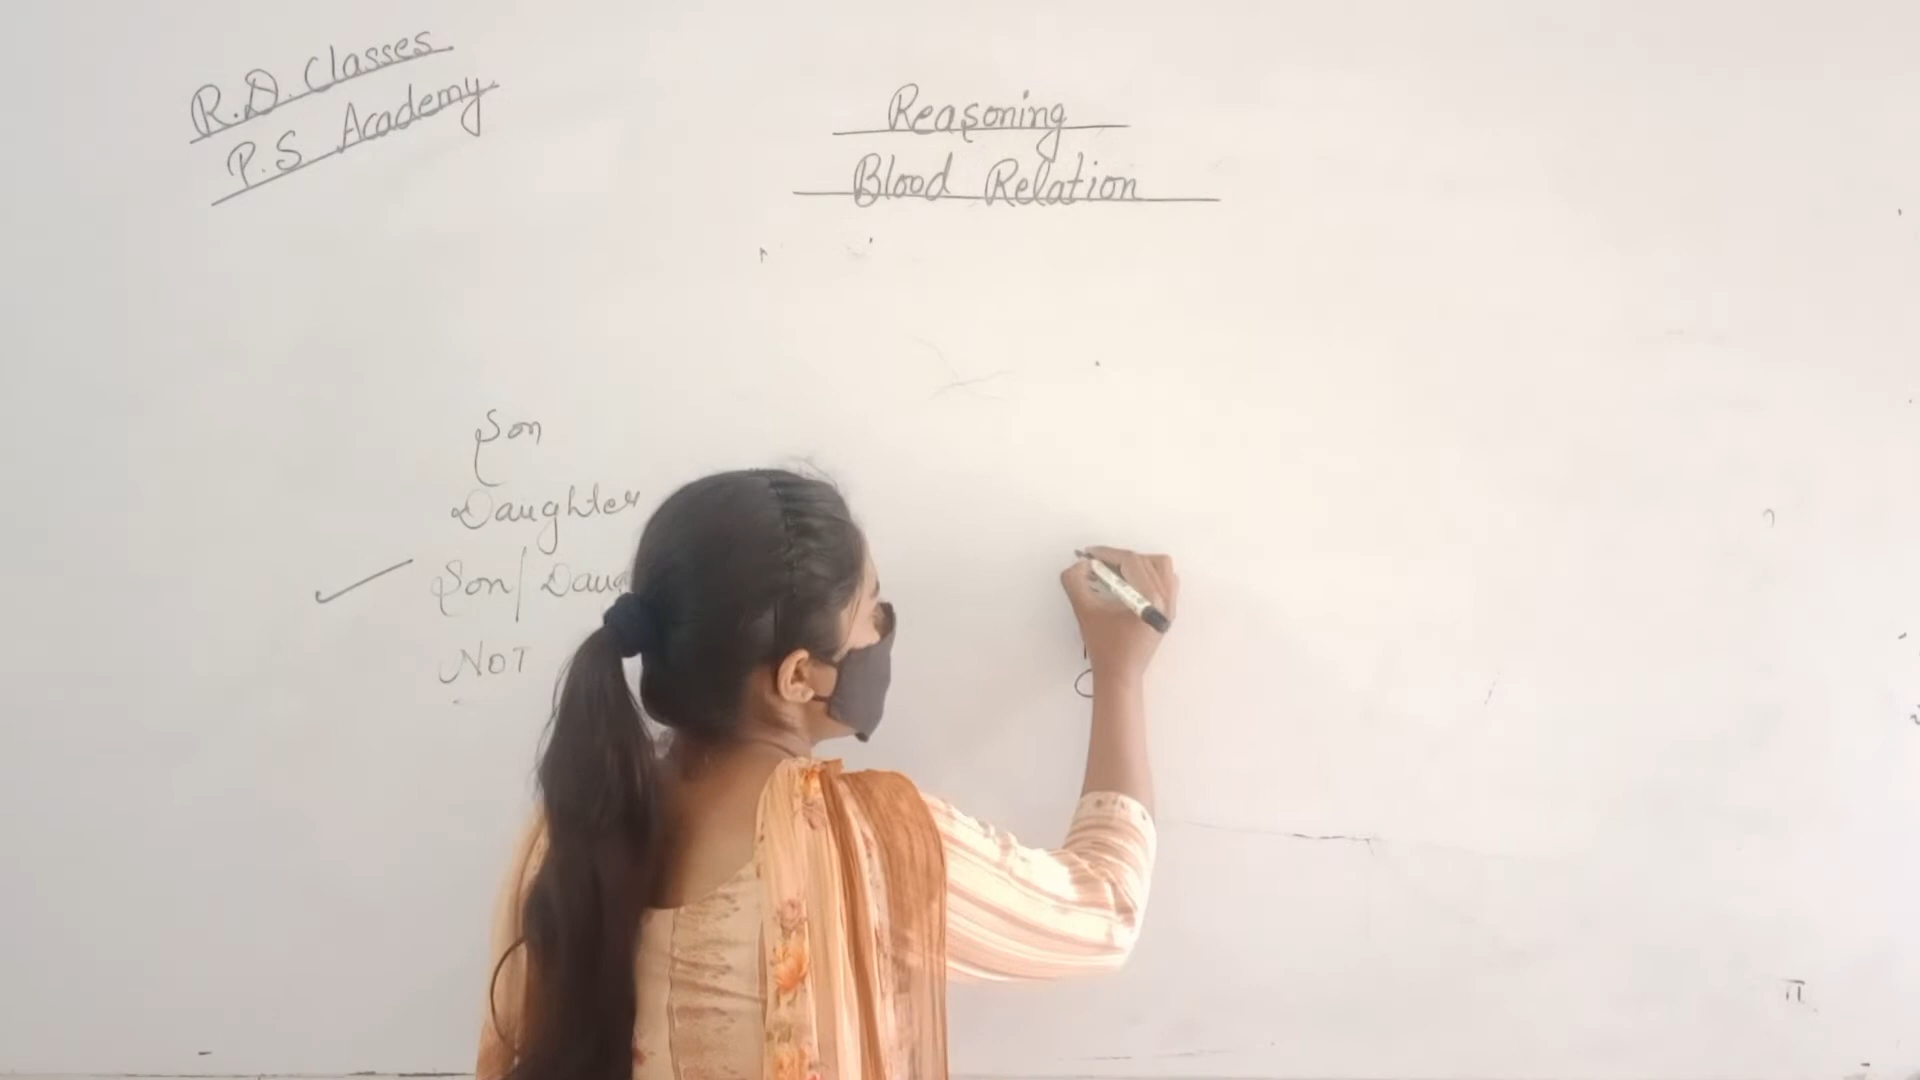 R.D. Classes
P.S Academy
Reasoning
Blood Relation
Son
Daughter
Son/
NOT